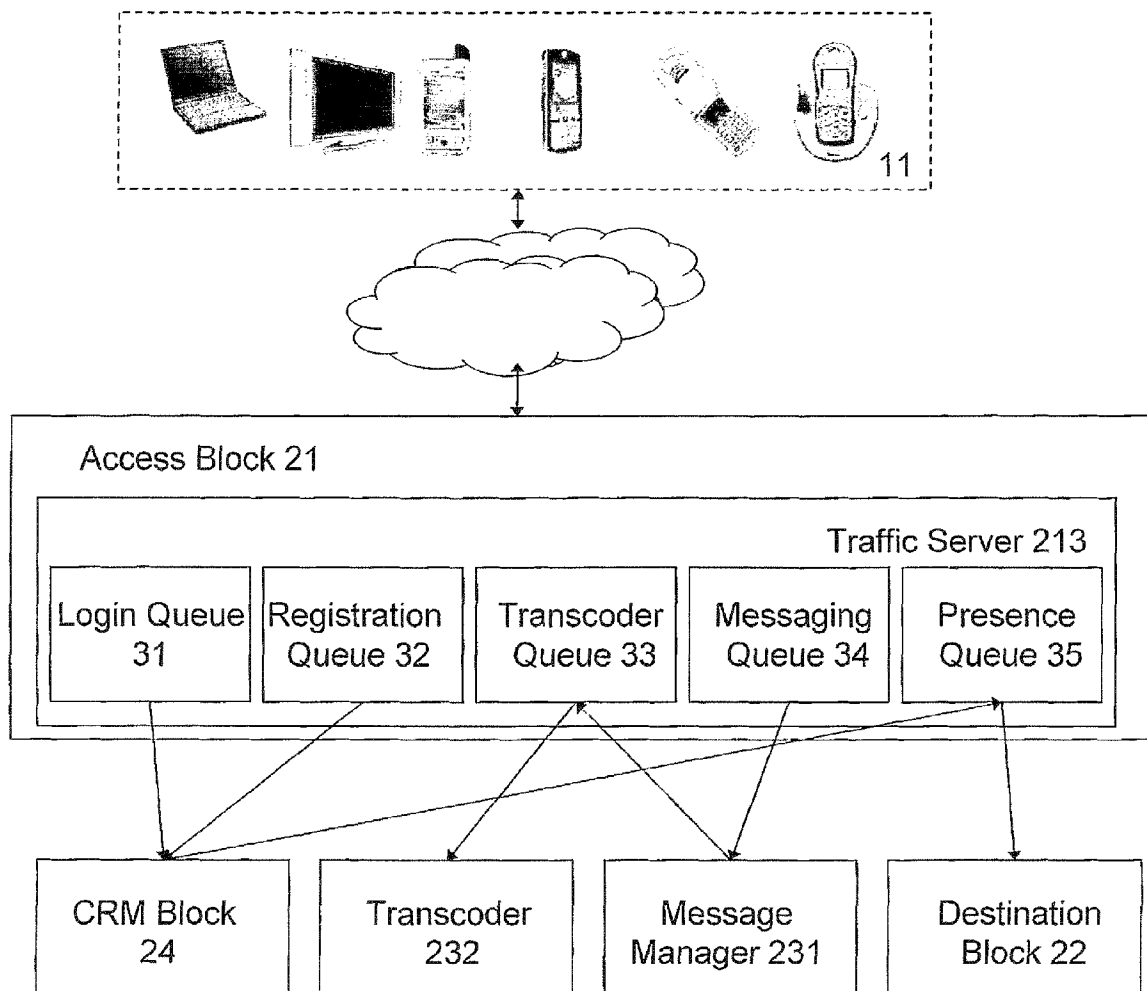 11
Access Block 21
Traffic Server 213
Login Queue
31
Registration
Queue 32
Transcoder
Queue 33
Messaging
Queue 34
Presence
Queue 35
CRM Block
24
Transcoder
232
Message
Manager 231
Destination
Block 22